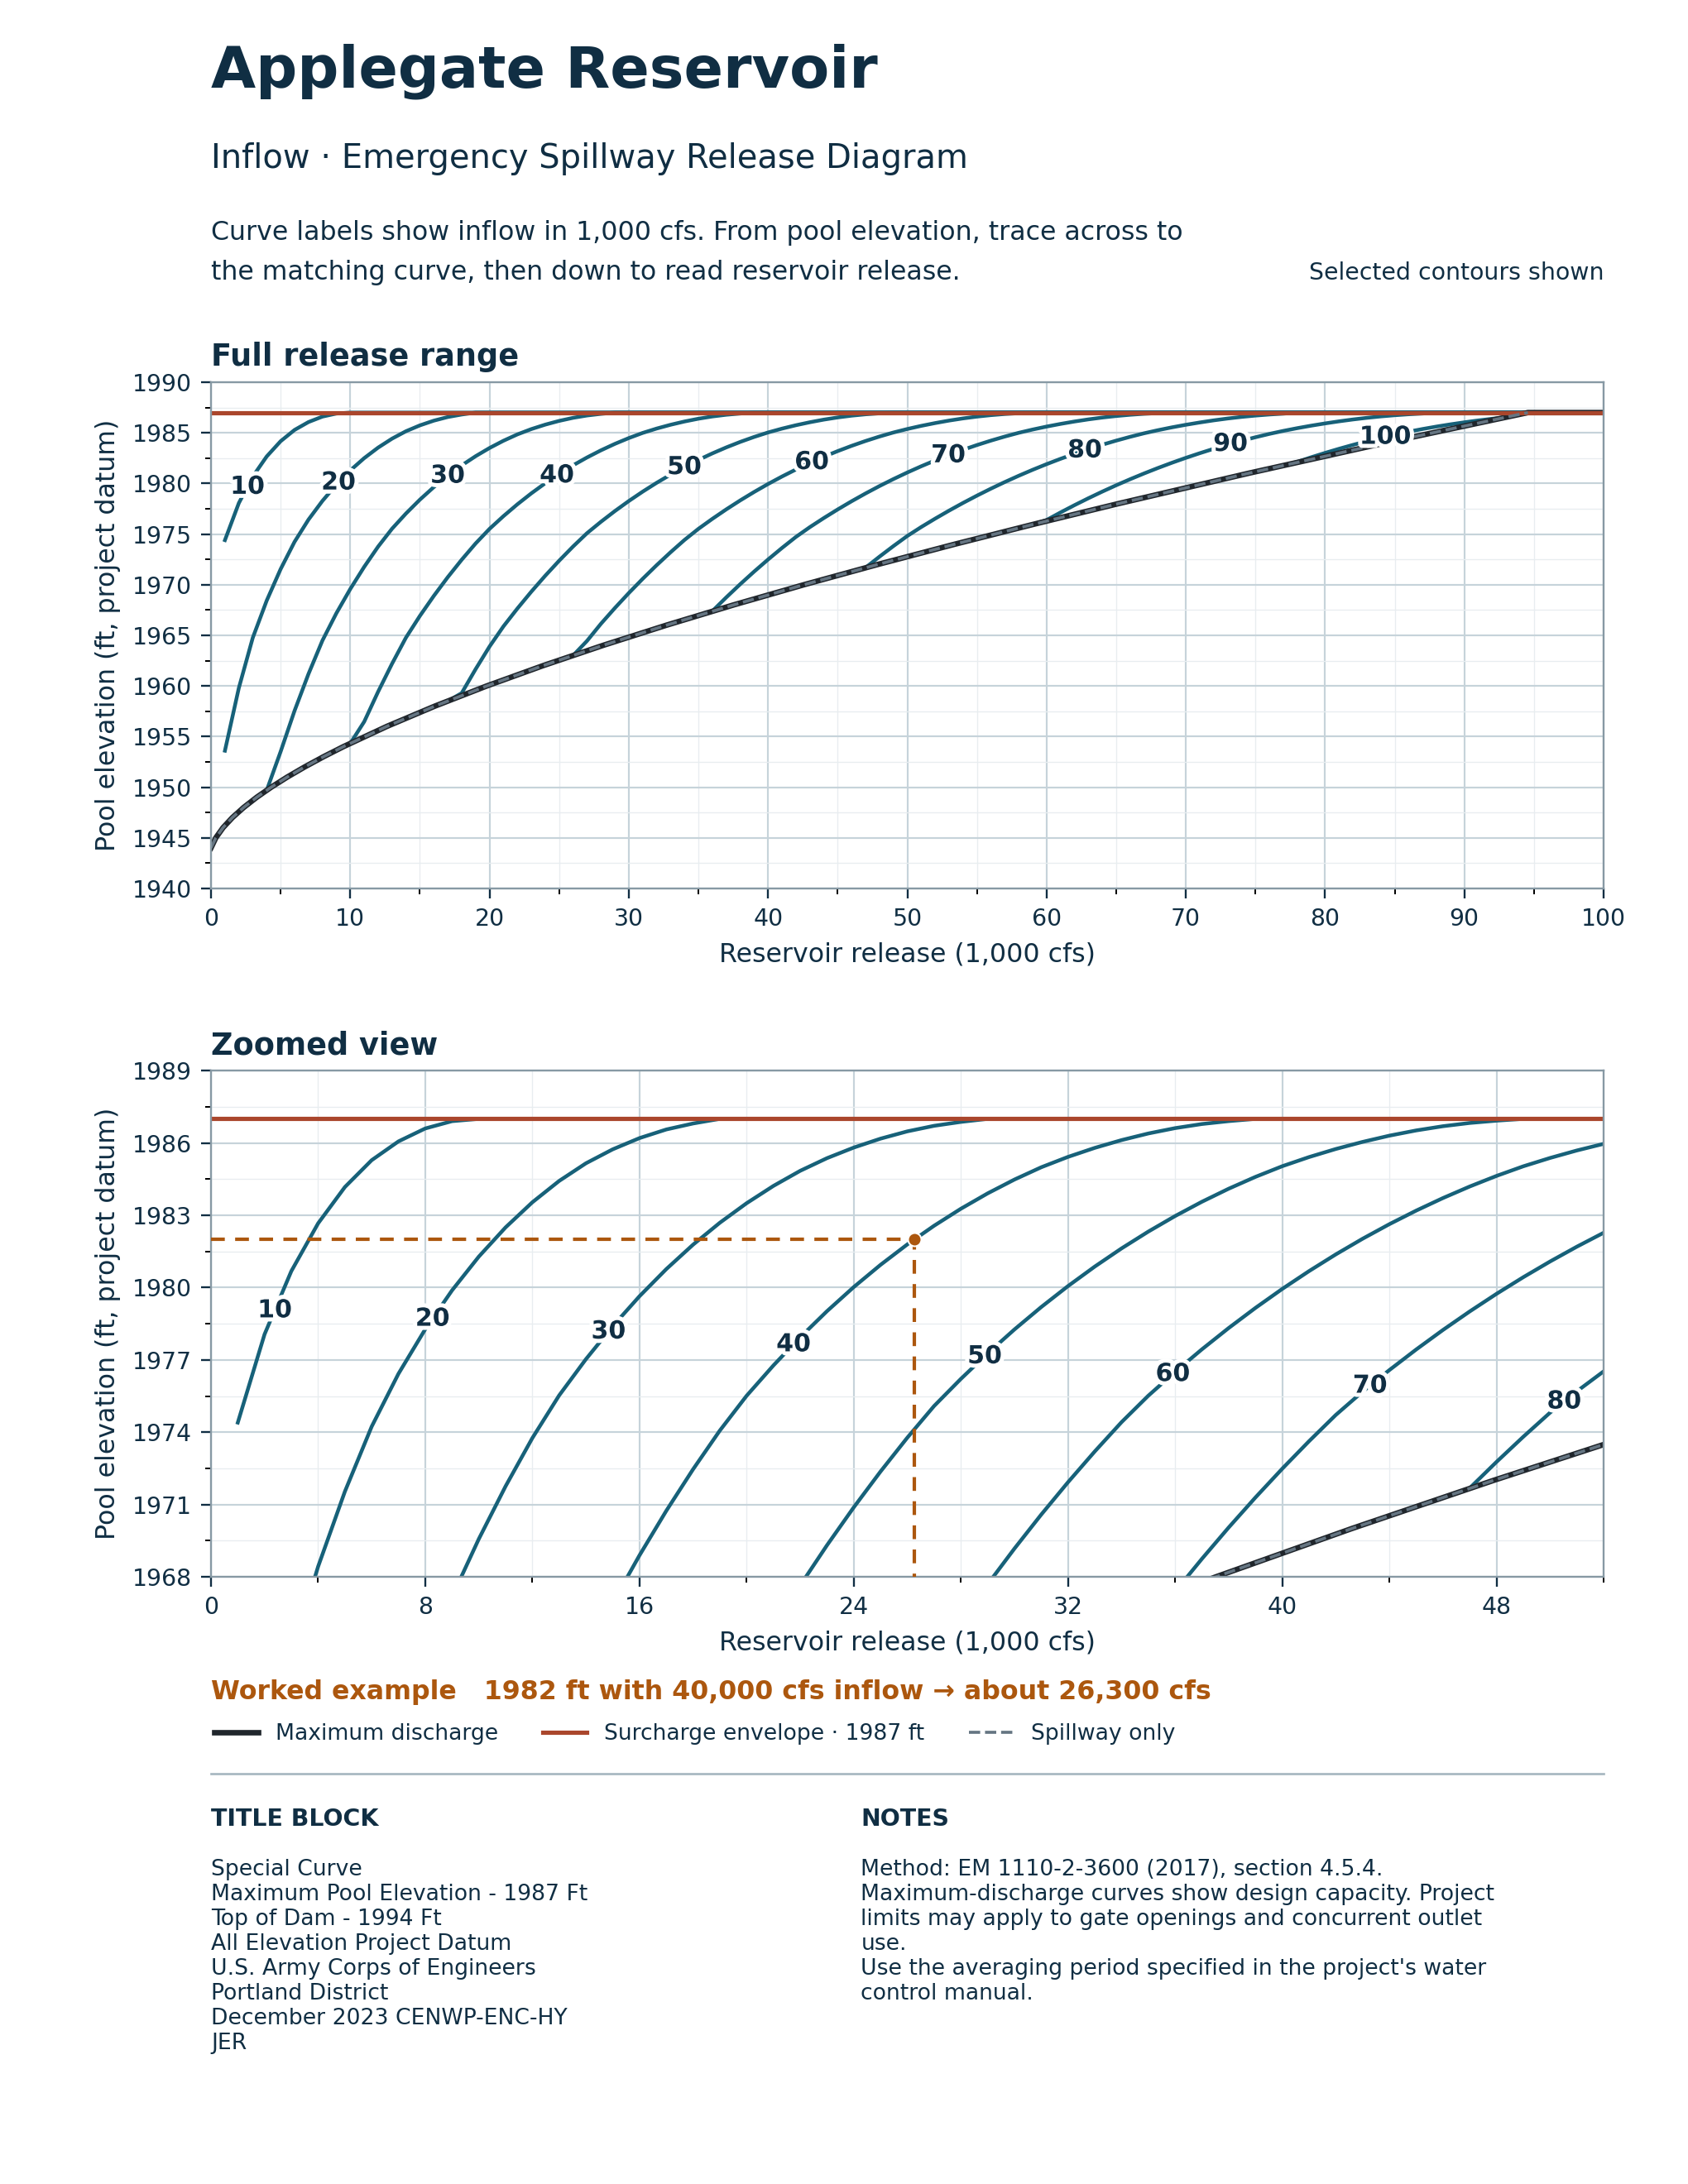 Applegate Reservoir
Inflow · Emergency Spillway Release Diagram
Curve labels show inflow in 1,000 cfs. From pool elevation, trace across to
the matching curve, then down to read reservoir release.
Selected contours shown
Full release range
Pool elevation (ft, project datum)
1990
1985
1980
1975
1970
1965
1960
1955
1950
1945
1940
10
20
30
40
50
60
70
80
90
100
0 10 20 30 40 50 60 70 80 90 100
Reservoir release (1,000 cfs)
Zoomed view
Pool elevation (ft, project datum)
1989
1986
1983
1980
1977
1974
1971
1968
10
20
30
40
50
60
70
80
0 8 16 24 32 40 48
Reservoir release (1,000 cfs)
Worked example 1982 ft with 40,000 cfs inflow → about 26,300 cfs
Maximum discharge Surcharge envelope · 1987 ft Spillway only
TITLE BLOCK
Special Curve
Maximum Pool Elevation - 1987 Ft
Top of Dam - 1994 Ft
All Elevation Project Datum
U.S. Army Corps of Engineers
Portland District
December 2023 CENWP-ENC-HY
JER
NOTES
Method: EM 1110-2-3600 (2017), section 4.5.4.
Maximum-discharge curves show design capacity. Project
limits may apply to gate openings and concurrent outlet
use.
Use the averaging period specified in the project's water
control manual.